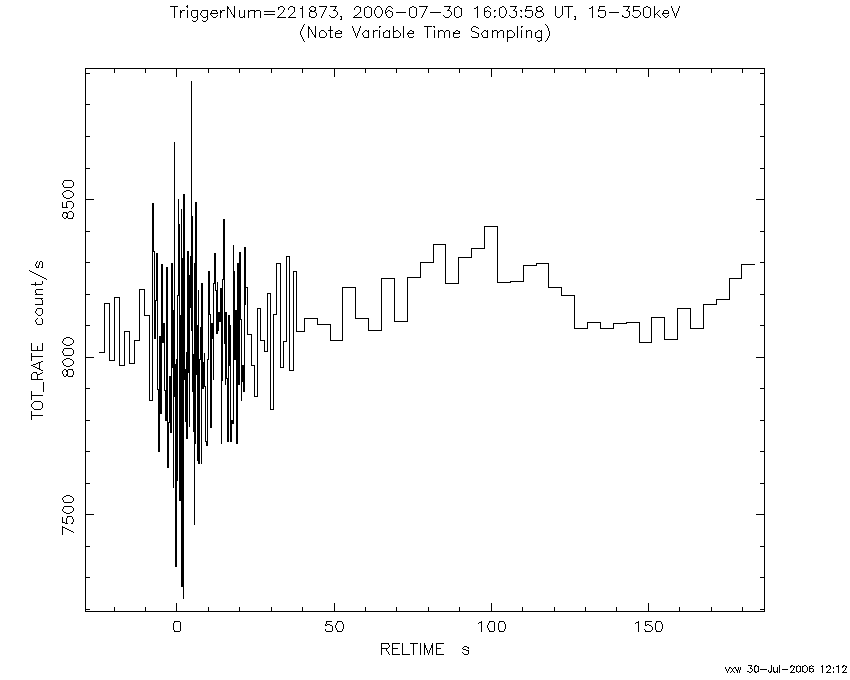 TriggerNum=221873, 2006-07-30 16:03:58 UT, 15-350keV
(Note Variable Time Sampling)
TOT_RATE count/s
8500
8000
7500
0 50 100 150
RELTIME s
vxw 30-Jul-2006 12:12